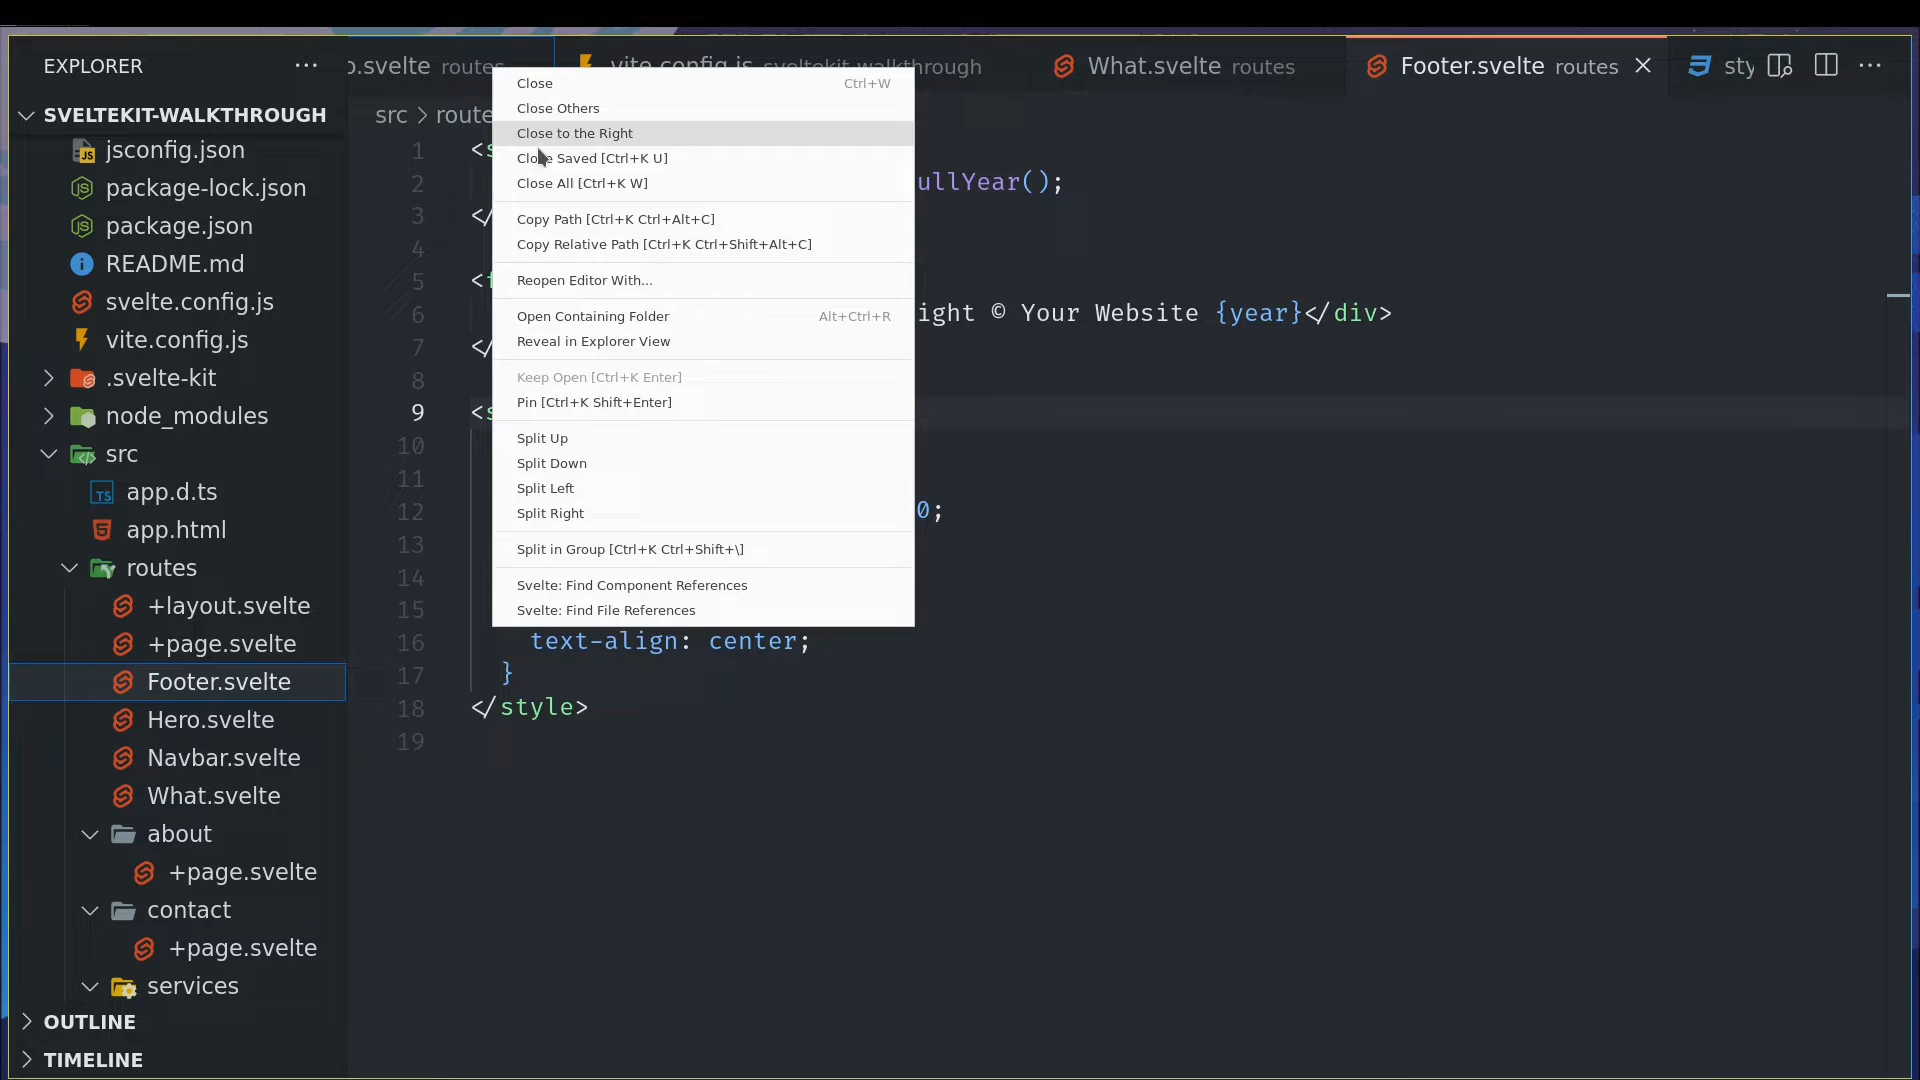 EXPLORER
SVELTEKIT-WALKTHROUGH
jsconfig.json
package-lock.json
package.json
README.md
svelte.config.js
vite.config.js
.svelte-kit
node_modules
src
app.d.ts
app.html
routes
+layout.svelte
+page.svelte
Footer.svelte
Hero.svelte
Navbar.svelte
What.svelte
about
+page.svelte
contact
+page.svelte
services
OUTLINE
TIMELINE
o.svelte routes
vite.config.js sveltekit-walkthrough
What.svelte routes
Footer.svelte routes
sty
src > route
Close Ctrl+W
Close Others
Close to the Right
Close Saved [Ctrl+K U]
Close All [Ctrl+K W]
Copy Path [Ctrl+K Ctrl+Alt+C]
Copy Relative Path [Ctrl+K Ctrl+Shift+Alt+C]
Reopen Editor With...
Open Containing Folder Alt+Ctrl+R
Reveal in Explorer View
Keep Open [Ctrl+K Enter]
Pin [Ctrl+K Shift+Enter]
Split Up
Split Down
Split Left
Split Right
Split in Group [Ctrl+K Ctrl+Shift+\]
Svelte: Find Component References
Svelte: Find File References
1 <s
2 ullYear();
3 </
4
5 <f
6 ight © Your Website {year}</div>
7 </
8
9 <s
10
11
12 0;
13
14
15
16 text-align: center;
17 }
18 </style>
19